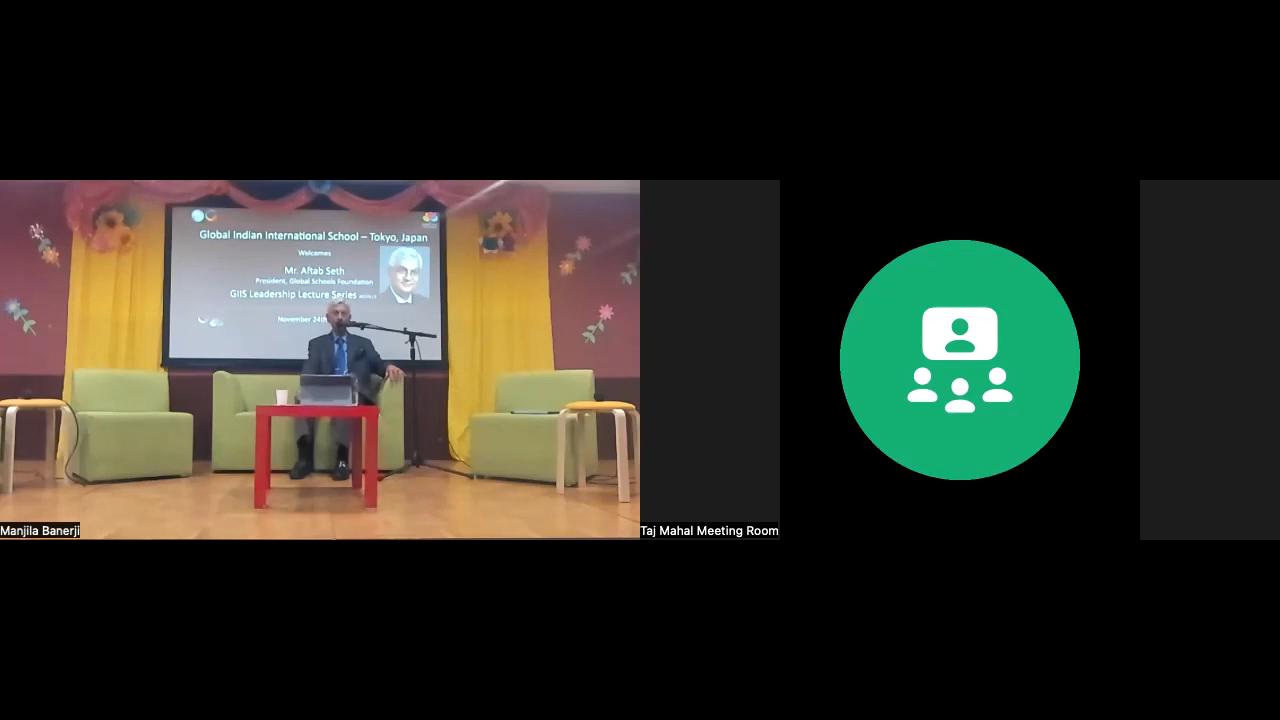 Global Indian International School – Tokyo, Japan
Welcomes
Mr. Aftab Seth
President, Global Schools Foundation
GIIS Leadership Lecture Series
November 24th
Manjila Banerji
Taj Mahal Meeting Room